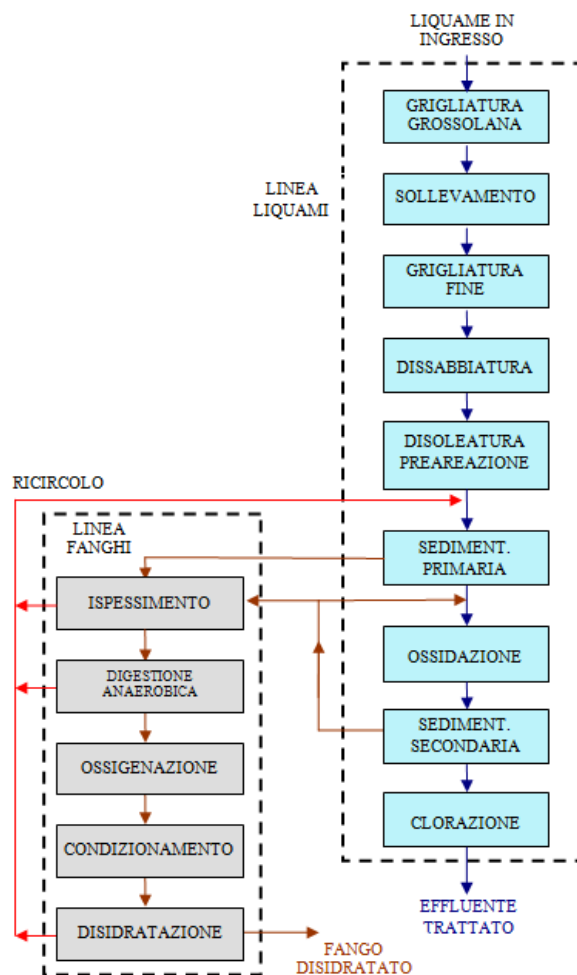 LIQUAME IN
INGRESSO
GRIGLIATURA
GROSSOLANA
LINEA
LIQUAMI
SOLLEVAMENTO
GRIGLIATURA
FINE
DISSABBIATURA
DISOLEATURA
PREAREAZIONE
RICIRCOLO
LINEA
FANGHI
SEDIMENT.
PRIMARIA
ISPESSIMENTO
OSSIDAZIONE
DIGESTIONE
ANAEROBICA
SEDIMENT.
SECONDARIA
OSSIGENAZIONE
CLORAZIONE
CONDIZIONAMENTO
EFFLUENTE
TRATTATO
DISIDRATAZIONE
FANGO
DISIDRATATO